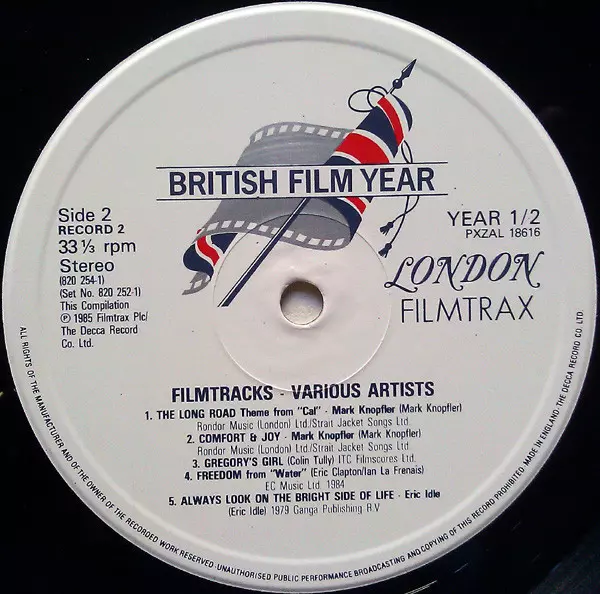 BRITISH FILM YEAR
Side 2
RECORD 2
33⅓ rpm
Stereo
(820 254-1)
(Set No. 820 252-1)
This Compilation
℗ 1985 Filmtrax Plc/
The Decca Record
Co. Ltd.
YEAR 1/2
PXZAL 18616
LONDON
FILMTRAX
FILMTRACKS - VARIOUS ARTISTS
1. THE LONG ROAD Theme from "Cal" - Mark Knopfler (Mark Knopfler)
Rondor Music (London) Ltd/Strait Jacket Songs Ltd.
2. COMFORT & JOY - Mark Knopfler (Mark Knopfler)
Rondor Music (London) Ltd./Strait Jacket Songs Ltd.
3. GREGORY'S GIRL (Colin Tully) ITC Filmscores Ltd.
4. FREEDOM from "Water" (Eric Clapton/Ian La Frenais)
EC Music Ltd. 1984
5. ALWAYS LOOK ON THE BRIGHT SIDE OF LIFE - Eric Idle
(Eric Idle) 1979 Ganga Publishing B.V
ALL RIGHTS OF THE MANUFACTURER AND OF THE OWNER OF THE RECORDED WORK RESERVED. UNAUTHORISED PUBLIC PERFORMANCE BROADCASTING AND COPYING OF THIS RECORD PROHIBITED. MADE IN ENGLAND. THE DECCA RECORD CO. LTD.